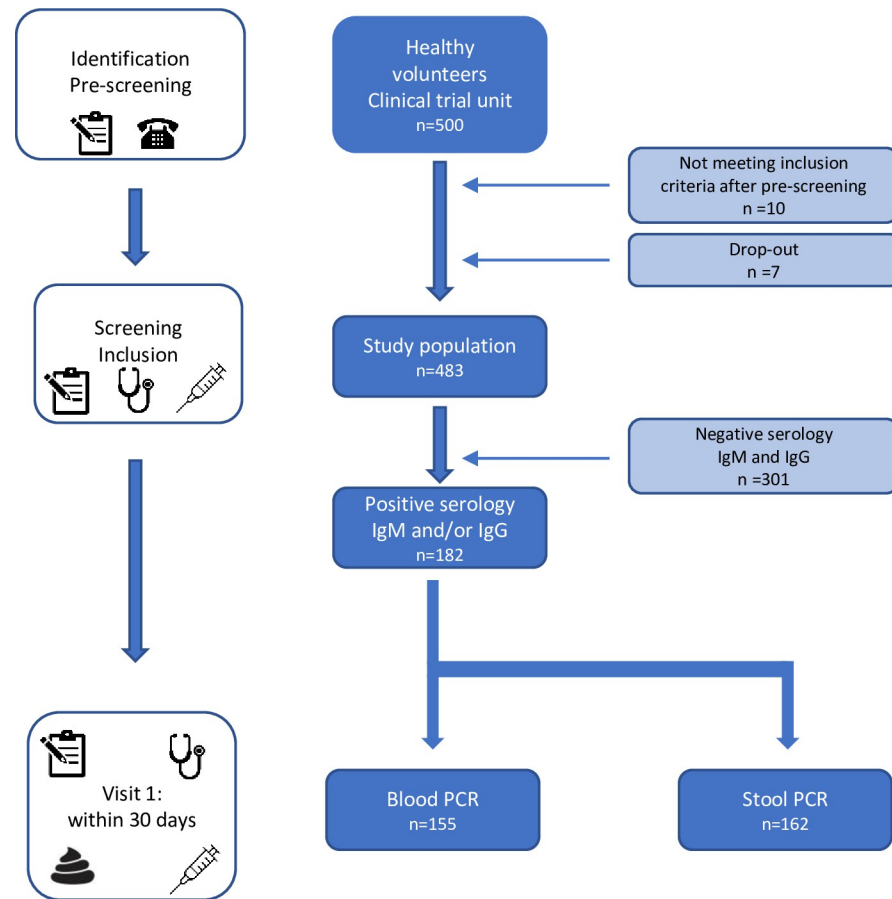 Identification
Pre-screening
Healthy
volunteers
Clinical trial unit
n=500
Not meeting inclusion
criteria after pre-screening
n =10
Drop-out
n =7
Screening
Inclusion
Study population
n=483
Negative serology
IgM and IgG
n =301
Positive serology
IgM and/or IgG
n=182
Visit 1:
within 30 days
Blood PCR
n=155
Stool PCR
n=162